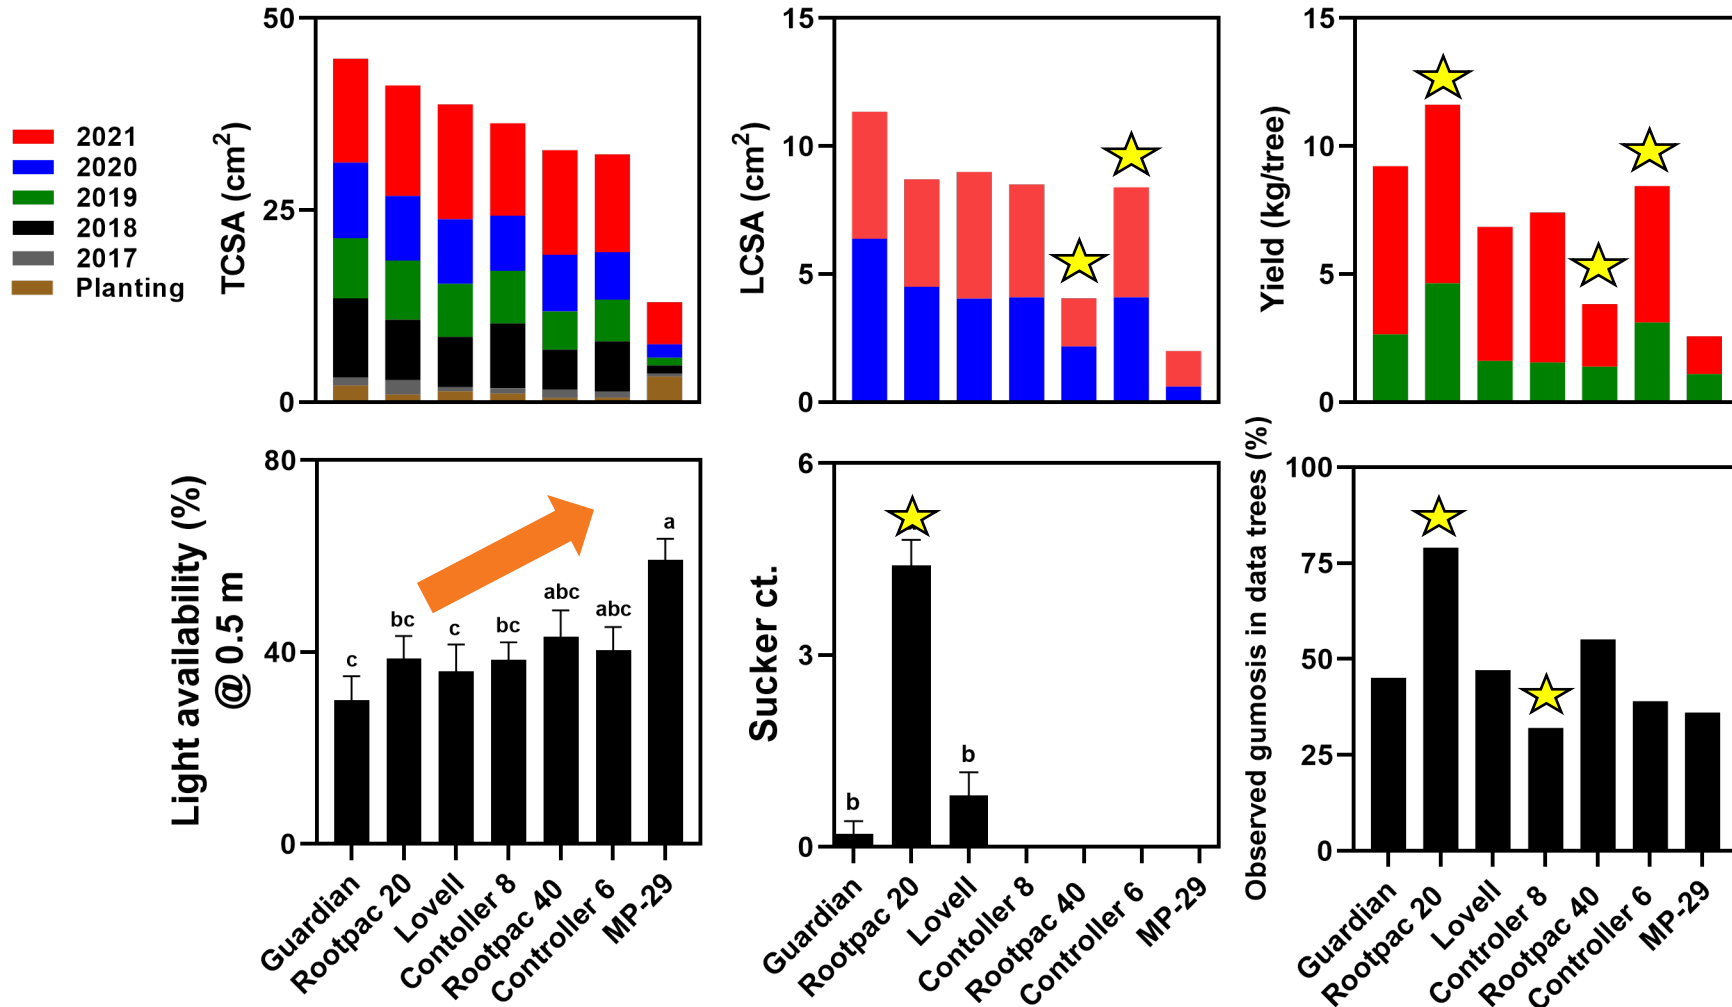 2021
2020
2019
2018
2017
Planting
TCSA (cm2)
50
25
0
LCSA (cm2)
15
10
5
0
Yield (kg/tree)
15
10
5
0
Light availability (%)
@ 0.5 m
80
40
0
c
bc
c
bc
abc
abc
a
Guardian
Rootpac 20
Lovell
Contoller 8
Rootpac 40
Controller 6
MP-29
Sucker ct.
6
3
0
b
b
Guardian
Rootpac 20
Lovell
Contoller 8
Rootpac 40
Controller 6
MP-29
Observed gumosis in data trees (%)
100
75
50
25
0
Guardian
Rootpac 20
Lovell
Controler 8
Rootpac 40
Controller 6
MP-29